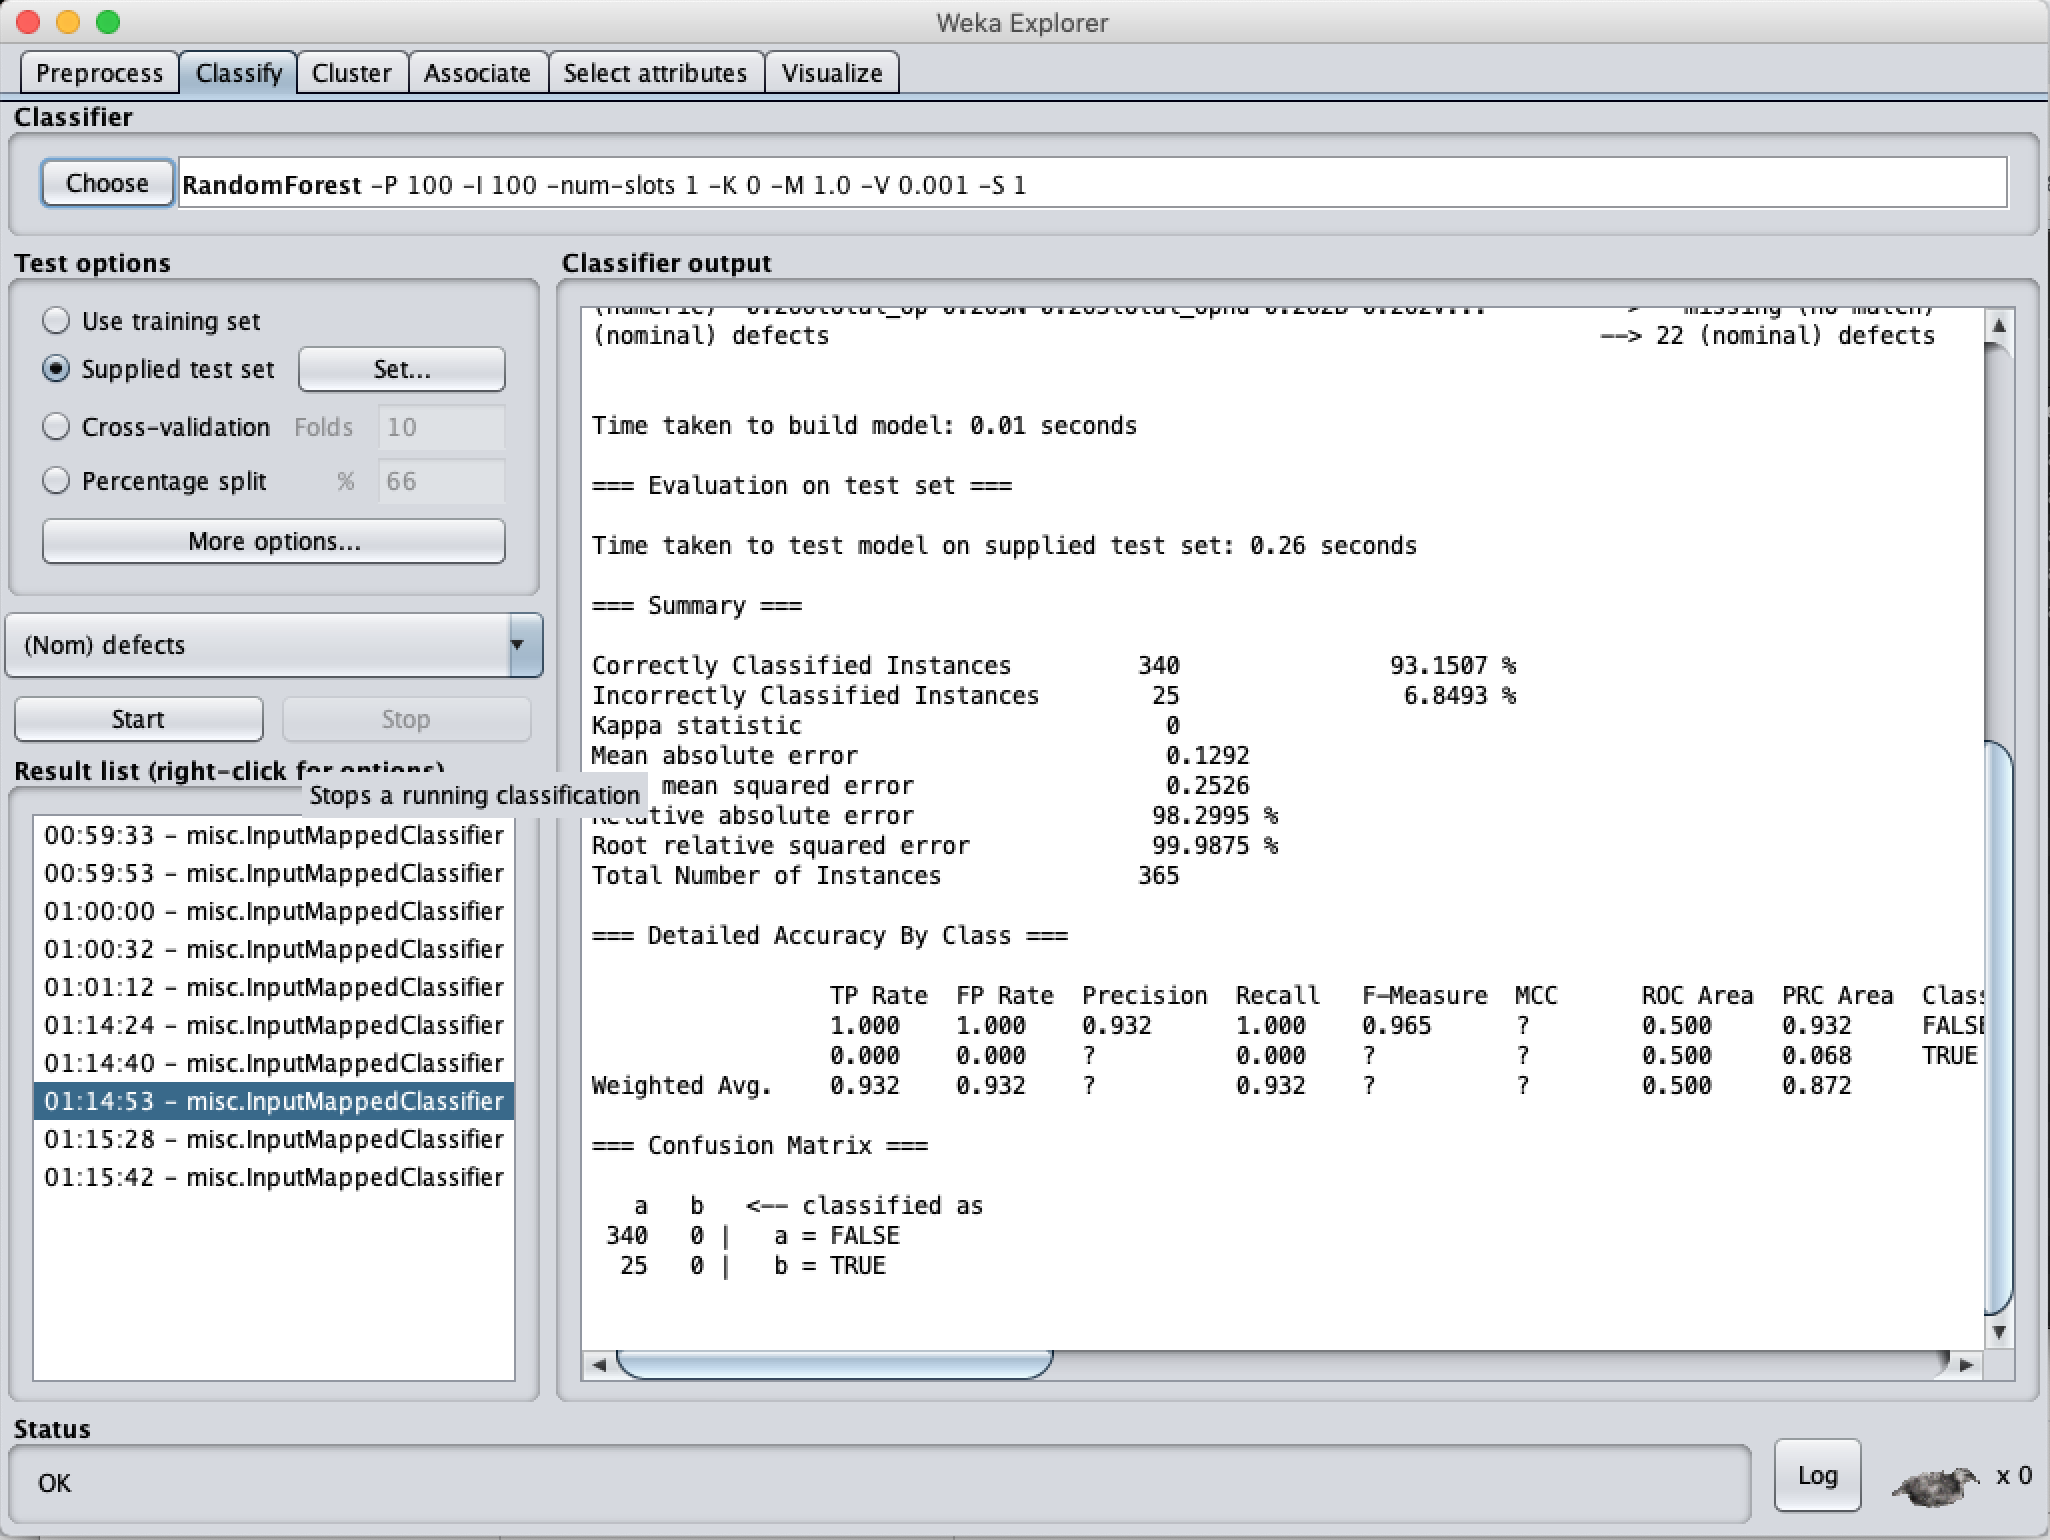 Weka Explorer
Preprocess Classify Cluster Associate Select attributes Visualize
Classifier
Choose RandomForest -P 100 -I 100 -num-slots 1 -K 0 -M 1.0 -V 0.001 -S 1
Test options
Use training set
Supplied test set Set...
Cross-validation Folds 10
Percentage split % 66
More options...
(Nom) defects
Start Stop
Result list (right-click for options)
Stops a running classification
00:59:33 - misc.InputMappedClassifier
00:59:53 - misc.InputMappedClassifier
01:00:00 - misc.InputMappedClassifier
01:00:32 - misc.InputMappedClassifier
01:01:12 - misc.InputMappedClassifier
01:14:24 - misc.InputMappedClassifier
01:14:40 - misc.InputMappedClassifier
01:14:53 - misc.InputMappedClassifier
01:15:28 - misc.InputMappedClassifier
01:15:42 - misc.InputMappedClassifier
Classifier output
(nominal) defects --> 22 (nominal) defects
Time taken to build model: 0.01 seconds
=== Evaluation on test set ===
Time taken to test model on supplied test set: 0.26 seconds
=== Summary ===
Correctly Classified Instances 340 93.1507 %
Incorrectly Classified Instances 25 6.8493 %
Kappa statistic 0
Mean absolute error 0.1292
mean squared error 0.2526
Relative absolute error 98.2995 %
Root relative squared error 99.9875 %
Total Number of Instances 365
=== Detailed Accuracy By Class ===
TP Rate FP Rate Precision Recall F-Measure MCC ROC Area PRC Area Clas
1.000 1.000 0.932 1.000 0.965 ? 0.500 0.932 FALSE
0.000 0.000 ? 0.000 ? ? 0.500 0.068 TRUE
Weighted Avg. 0.932 0.932 ? 0.932 ? ? 0.500 0.872
=== Confusion Matrix ===
a b <-- classified as
340 0 | a = FALSE
25 0 | b = TRUE
Status
OK
Log
x 0